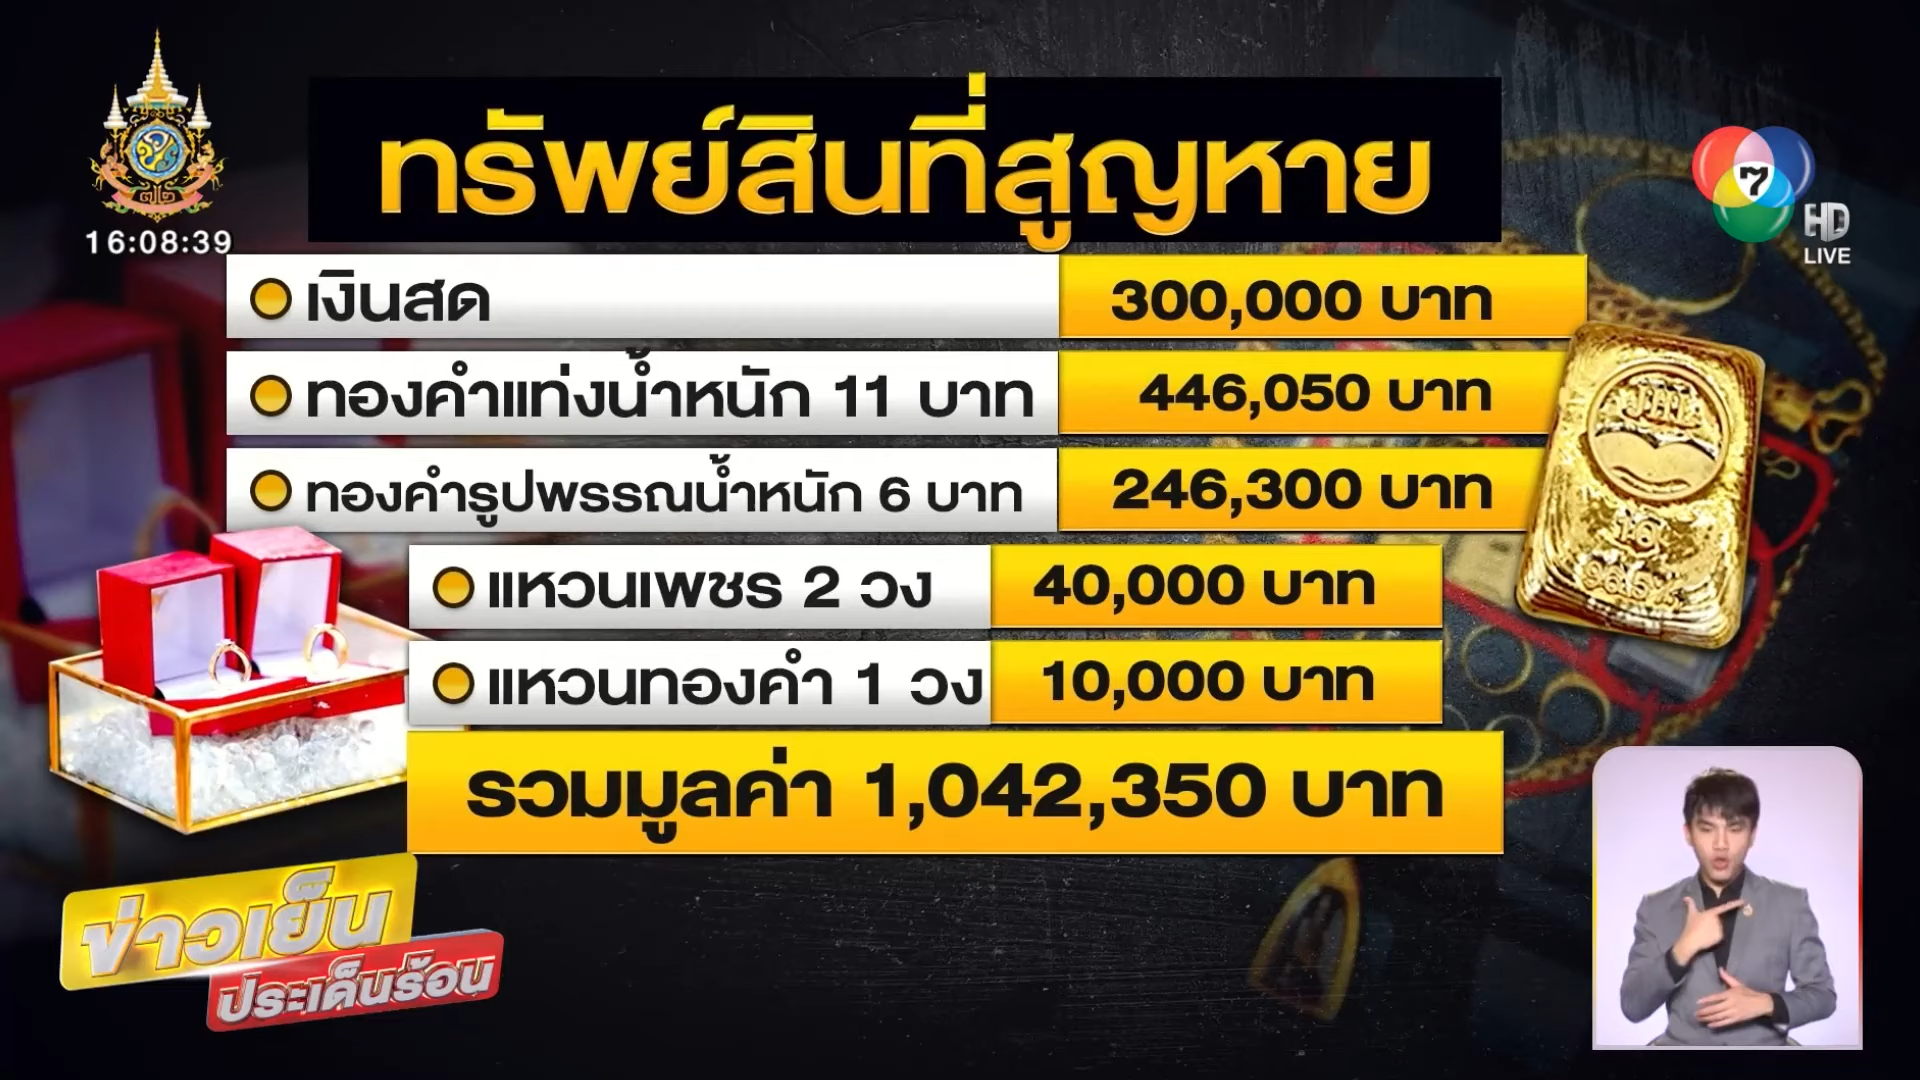 ทรัพย์สินที่สูญหาย
7
HD
LIVE
16:08:39
เงินสด 300,000 บาท
ทองคำแท่งน้ำหนัก 11 บาท 446,050 บาท
ทองคำรูปพรรณน้ำหนัก 6 บาท 246,300 บาท
แหวนเพชร 2 วง 40,000 บาท
แหวนทองคำ 1 วง 10,000 บาท
รวมมูลค่า 1,042,350 บาท
ข่าวเย็น
ประเด็นร้อน